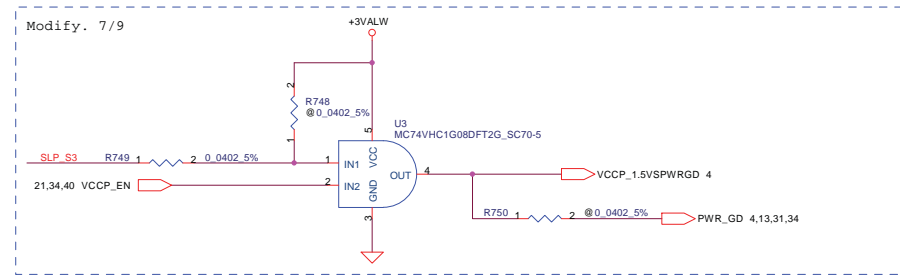 Modify. 7/9
+3VALW
2
R748
@0_0402_5%
1
U3
MC74VHC1G08DFT2G_SC70-5
5
SLP_S3 R749 1 2 0_0402_5% 1 IN1 VCC
OUT 4 VCCP_1.5VSPWRGD 4
21,34,40 VCCP_EN 2 IN2 GND
3
R750 1 2 @0_0402_5% PWR_GD 4,13,31,34